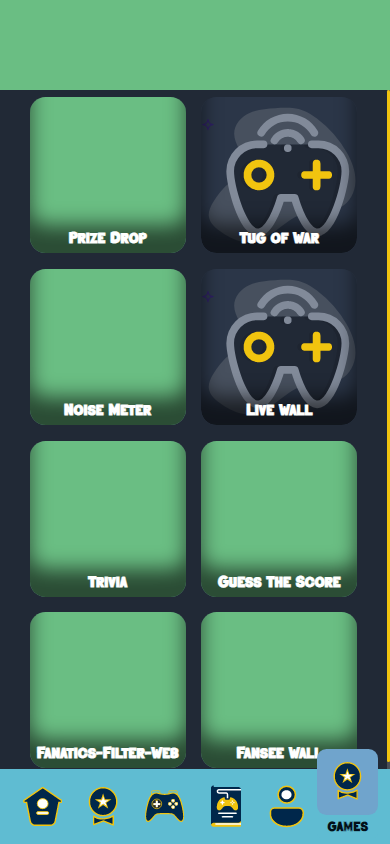 Prize Drop
Tug of War
Noise Meter
Live Wall
Trivia
Guess The Score
Fanatics-Filter-Web
Fansee Wall
GAMES